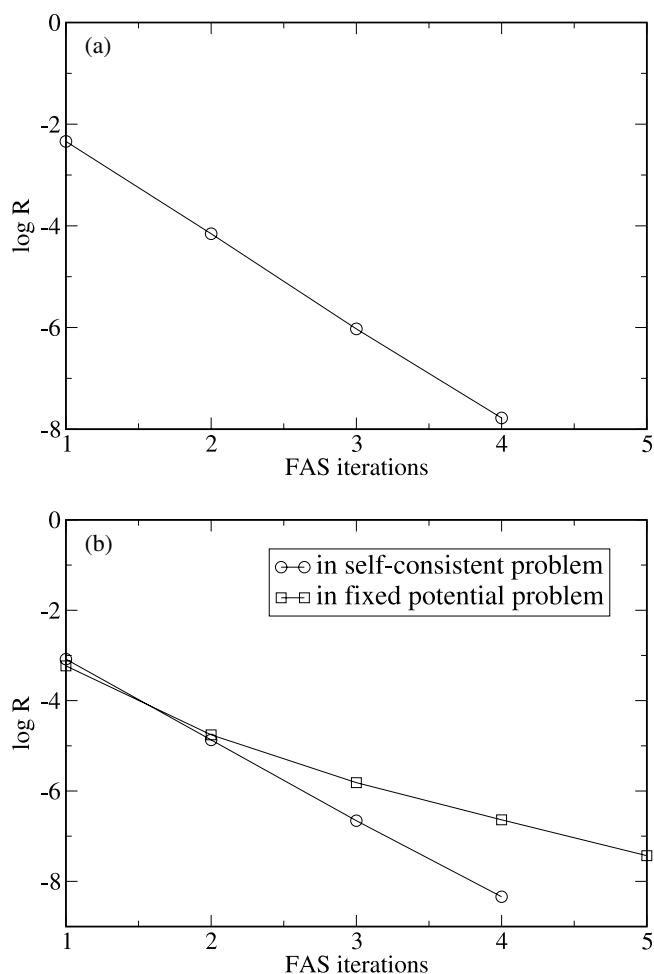 (a)
0
-2
-4
-6
-8
log R
1 2 3 4 5
FAS iterations
(b)
0
-2
-4
-6
-8
log R
in self-consistent problem
in fixed potential problem
1 2 3 4 5
FAS iterations